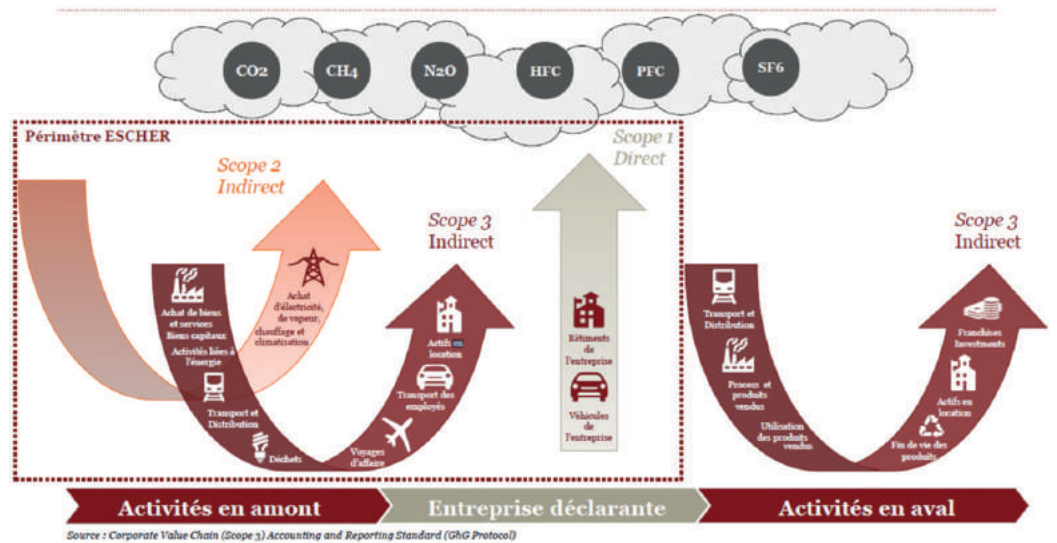 CO2
CH4
N2O
HFC
PFC
SF6
Périmètre ESCHER
Scope 2
Indirect
Scope 3
Indirect
Scope 1
Direct
Scope 3
Indirect
Achat de biens
et services
Biens capitaux
Activités liées à
l'énergie
Transport et
Distribution
Déchets
Achat
d'électricité,
de vapeur,
chauffage et
climatisation
Voyages
d'affaire
Transport des
employés
Actifs en
location
Bâtiments
de
l'entreprise
Véhicules
de
l'entreprise
Transport et
Distribution
Process et
produits
vendus
Utilisation
des produits
vendus
Fin de vie des
produits
Actifs en
location
Franchises
Investments
Activités en amont
Entreprise déclarante
Activités en aval
Source : Corporate Value Chain (Scope 3) Accounting and Reporting Standard (GhG Protocol)